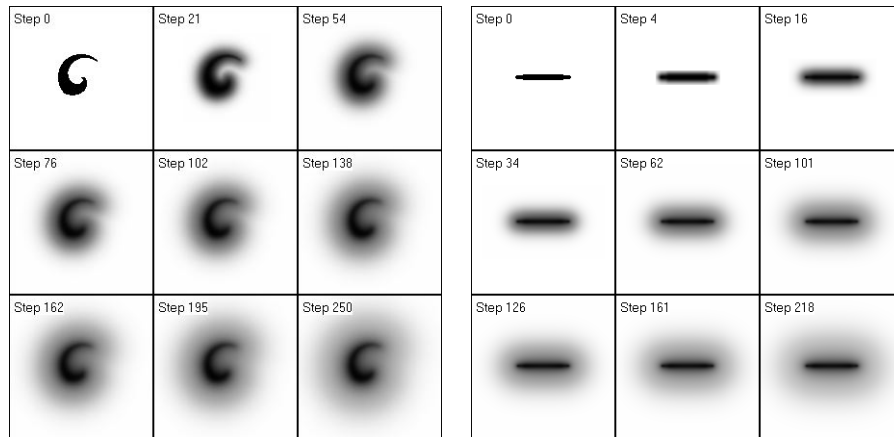 Step 0
Step 21
Step 54
Step 76
Step 102
Step 138
Step 162
Step 195
Step 250
Step 0
Step 4
Step 16
Step 34
Step 62
Step 101
Step 126
Step 161
Step 218